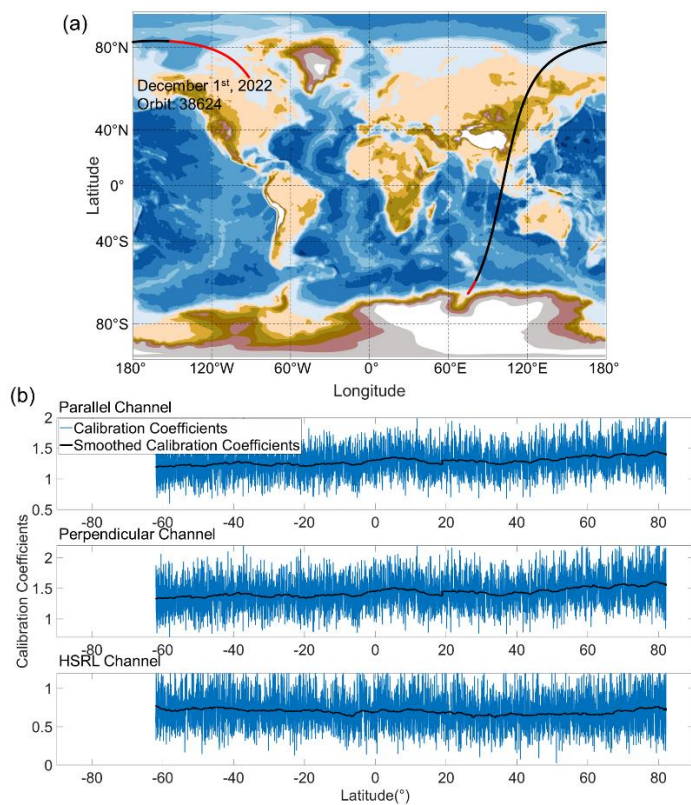 (a)
80°N
December 1st, 2022
Orbit: 38624
40°N
0°
40°S
80°S
Latitude
180° 120°W 60°W 0° 60°E 120°E 180°
Longitude
(b)
Parallel Channel
2
Calibration Coefficients
Smoothed Calibration Coefficients
1.5
1
0.5
-80 -60 -40 -20 0 20 40 60 80
Perpendicular Channel
2
1.5
1
-80 -60 -40 -20 0 20 40 60 80
Calibration Coefficients
HSRL Channel
1
0.5
0
-80 -60 -40 -20 0 20 40 60 80
Latitude(°)